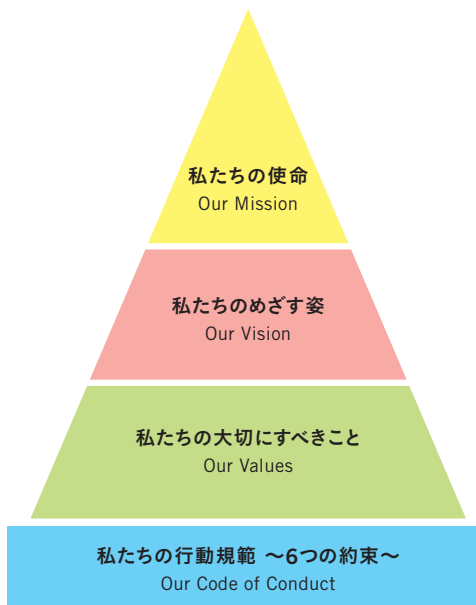 私たちの使命
Our Mission
私たちのめざす姿
Our Vision
私たちの大切にすべきこと
Our Values
私たちの行動規範 ～6つの約束～
Our Code of Conduct